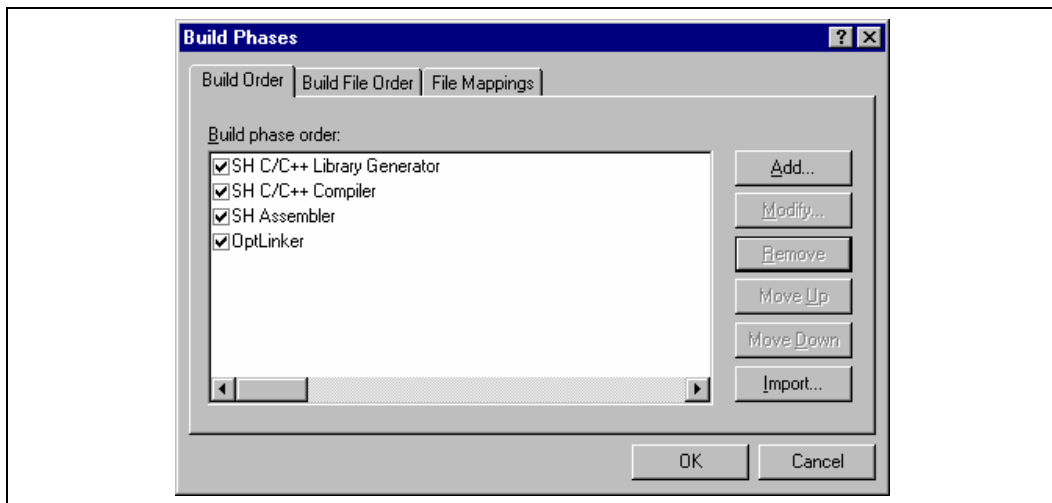 Build Phases
Build Order
Build File Order
File Mappings
Build phase order:
SH C/C++ Library Generator
SH C/C++ Compiler
SH Assembler
OptLinker
Add...
Modify...
Remove
Move Up
Move Down
Import...
OK
Cancel